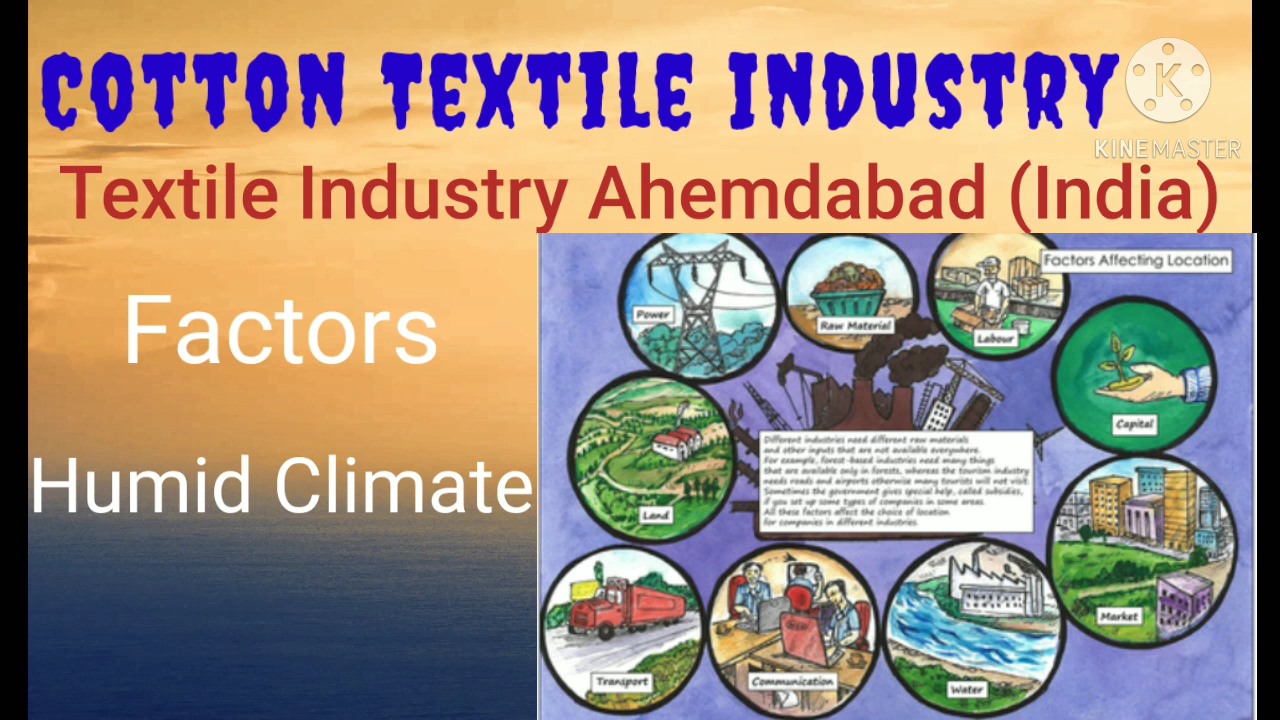 COTTON TEXTILE INDUSTRY
K
KINEMASTER
Textile Industry Ahemdabad (India)
Factors
Humid Climate
Factors Affecting Location
Power
Raw Material
Labour
Capital
Different industries need different raw materials
and other inputs that are not available everywhere.
For example, forest-based industries need many things
that are available only in forests, whereas the tourism industry
needs roads and airports otherwise many tourists will not visit.
Sometimes the government gives special help, called subsidies,
if you set up some types of companies in some areas.
All these factors affect the choice of location
for companies in different industries.
Land
Market
Transport
Communication
Water